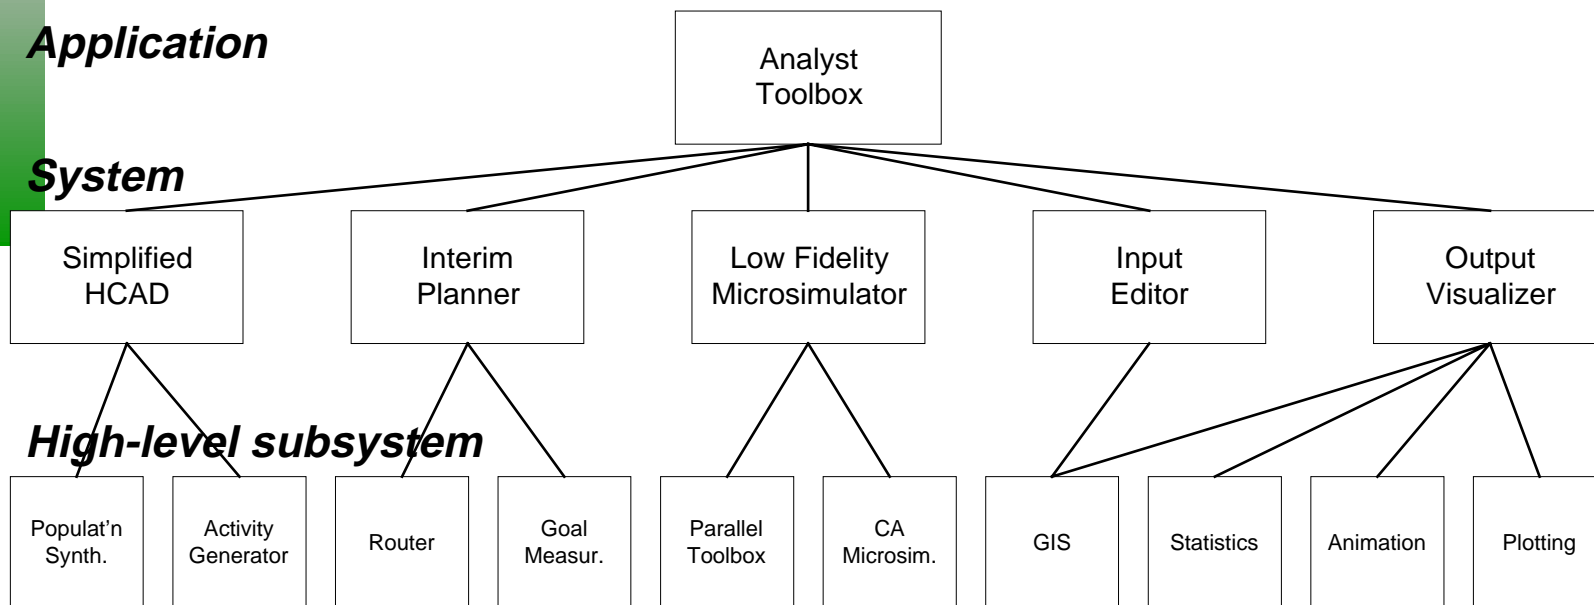 Application
Analyst
Toolbox
System
Simplified
HCAD
Interim
Planner
Low Fidelity
Microsimulator
Input
Editor
Output
Visualizer
High-level subsystem
Populat'n
Synth.
Activity
Generator
Router
Goal
Measur.
Parallel
Toolbox
CA
Microsim.
GIS
Statistics
Animation
Plotting